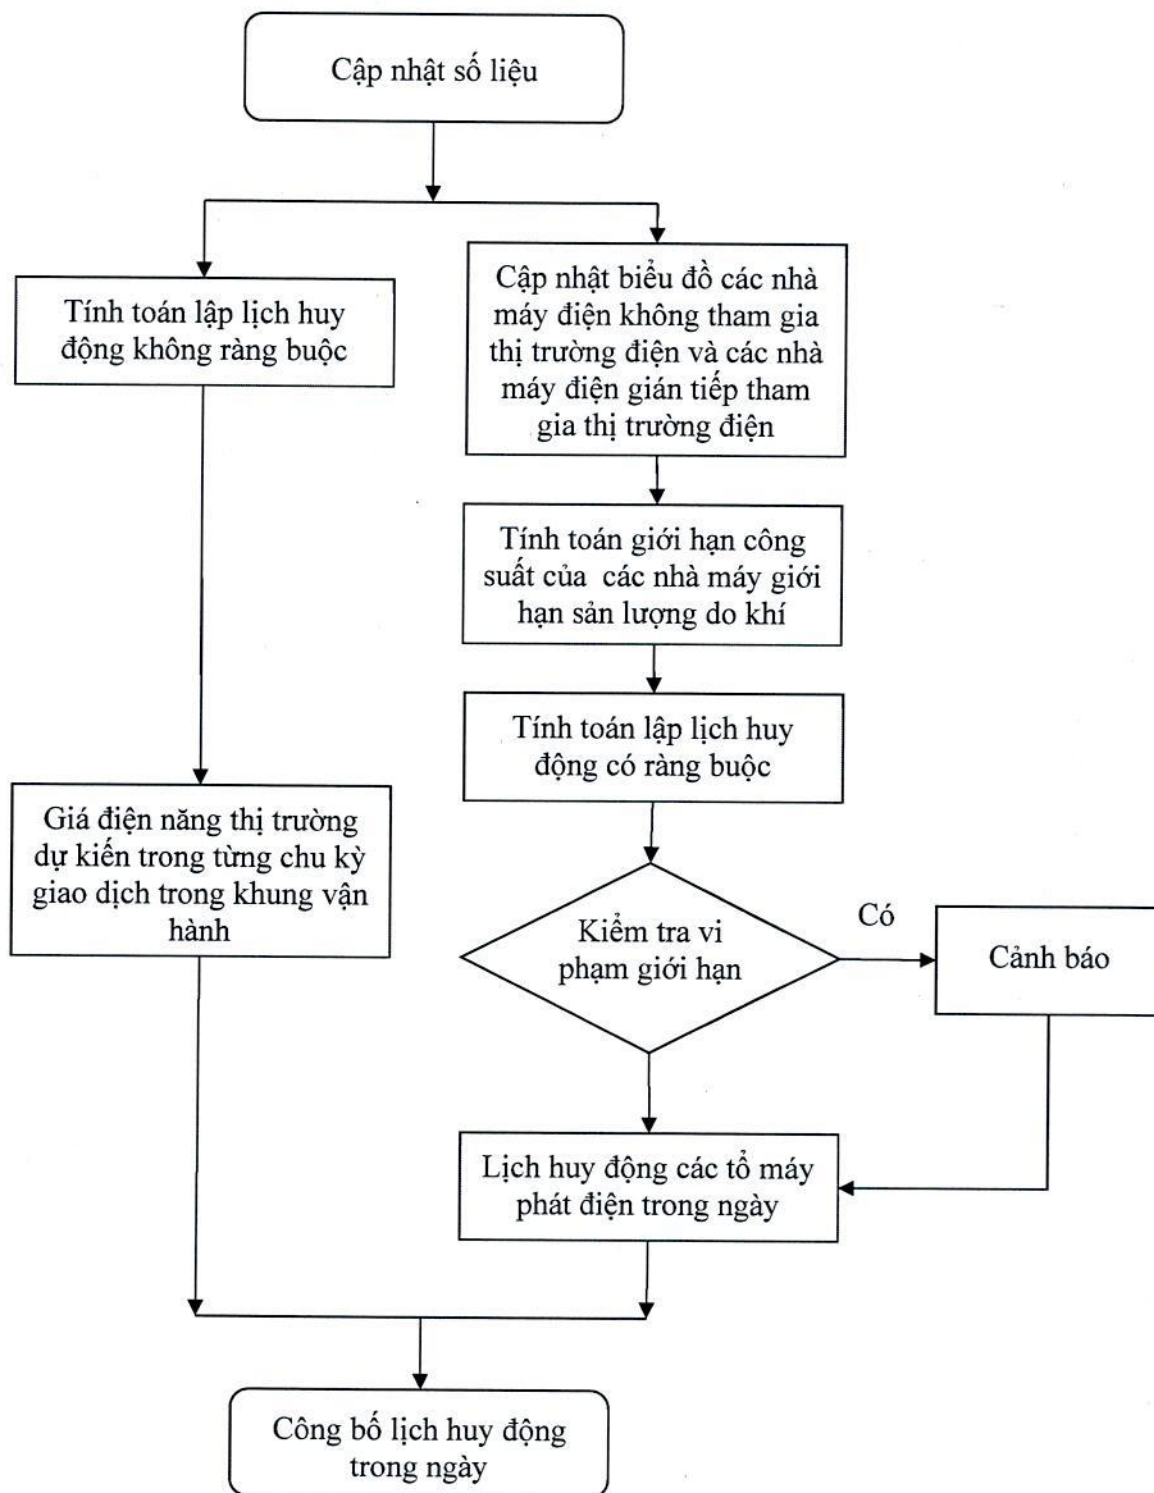 Cập nhật số liệu
Tính toán lập lịch huy
động không ràng buộc
Cập nhật biểu đồ các nhà
máy điện không tham gia
thị trường điện và các nhà
máy điện gián tiếp tham
gia thị trường điện
Tính toán giới hạn công
suất của các nhà máy giới
hạn sản lượng do khí
Tính toán lập lịch huy
động có ràng buộc
Giá điện năng thị trường
dự kiến trong từng chu kỳ
giao dịch trong khung vận
hành
Kiểm tra vi
phạm giới hạn
Có
Cảnh báo
Lịch huy động các tổ máy
phát điện trong ngày
Công bố lịch huy động
trong ngày